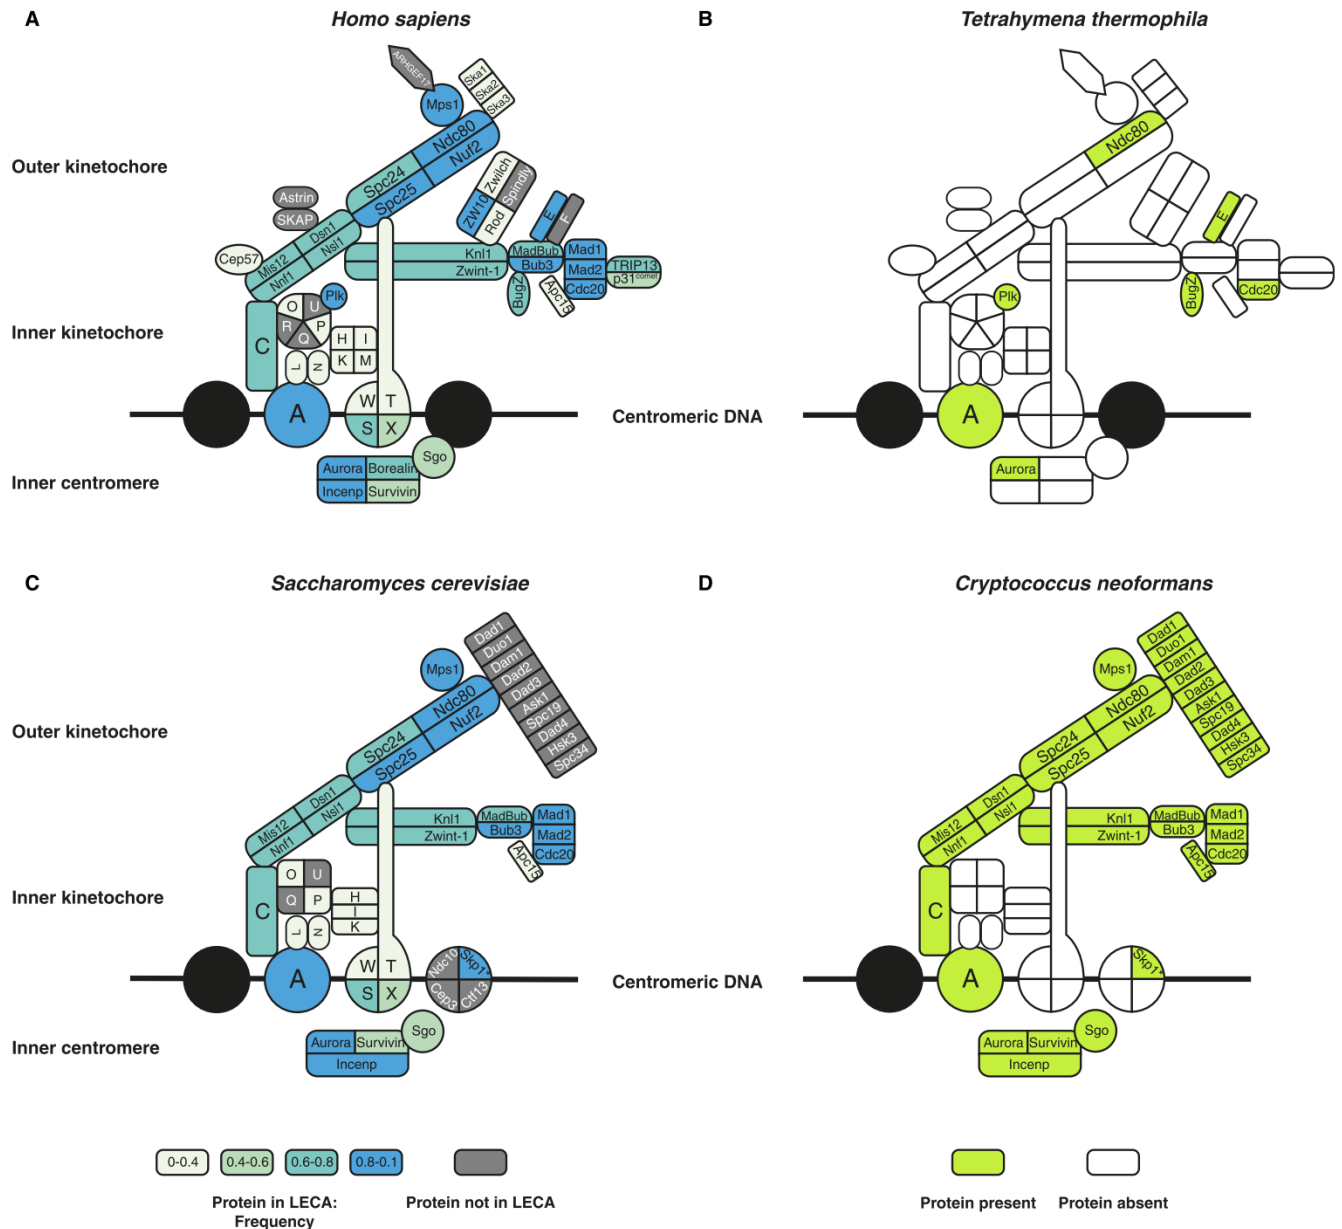 A
Homo sapiens
B
Tetrahymena thermophila
ARHGEF17
Mps1
Ska1
Ska2
Ska3
Ndc80
Nuf2
Spc24
Spc25
Outer kinetochore
Zwilch
Spindly
ZW10
Rod
Astrin
SKAP
E
F
Dsn1
Nsl1
Mis12
Nnf1
Cep57
Knl1
Zwint-1
MadBub
Bub3
BugZ
Mad1
Mad2
Cdc20
TRIP13
p31comet
Apc15
Plk
O
U
R
P
Q
Inner kinetochore
C
H
I
K
M
L
N
A
W
T
S
X
Centromeric DNA
Sgo
Aurora
Borealin
Incenp
Survivin
Inner centromere
Ndc80
E
BugZ
Cdc20
Plk
A
Aurora
C
Saccharomyces cerevisiae
D
Cryptococcus neoformans
Dad1
Duo1
Dam1
Dad2
Dad3
Ask1
Spc19
Dad4
Hsk3
Spc34
Mps1
Ndc80
Nuf2
Spc24
Spc25
Outer kinetochore
Dsn1
Nsl1
Mis12
Nnf1
Knl1
Zwint-1
MadBub
Bub3
Mad1
Mad2
Cdc20
Apc15
O
U
Q
P
Inner kinetochore
C
H
I
K
L
N
A
W
T
S
X
Ndc10
Skp1*
Cep3
Ctf13
Centromeric DNA
Sgo
Aurora
Survivin
Incenp
Inner centromere
Dad1
Duo1
Dam1
Dad2
Dad3
Ask1
Spc19
Dad4
Hsk3
Spc34
Mps1
Ndc80
Nuf2
Spc24
Spc25
Dsn1
Nsl1
Mis12
Nnf1
Knl1
Zwint-1
MadBub
Bub3
Mad1
Mad2
Cdc20
Apc15
C
A
Skp1*
Sgo
Aurora
Survivin
Incenp
0-0.4
0.4-0.6
0.6-0.8
0.8-0.1
Protein in LECA:
Frequency
Protein not in LECA
Protein present
Protein absent